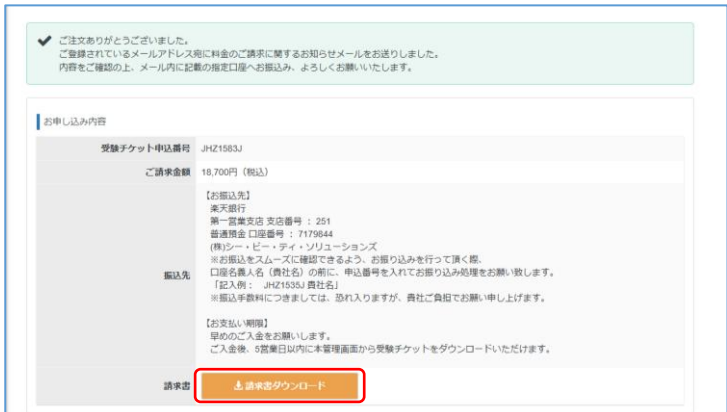 ご注文ありがとうございました。
ご登録されているメールアドレス宛に料金のご請求に関するお知らせメールをお送りしました。
内容をご確認の上、メール内に記載の指定口座へお振込み、よろしくお願いいたします。
お申し込み内容
受験チケット申込番号 JHZ1583J
ご請求金額 18,700円（税込）
振込先
【お振込先】
楽天銀行
第一営業支店 支店番号 ： 251
普通預金 口座番号 ： 7179644
(株)シー・ビー・ティ・ソリューションズ
※お振込をスムーズに確認できるよう、お振り込みを行って頂く際、
口座名義人名（貴社名）の前に、申込番号を入れてお振り込み処理をお願い致します。
「記入例： JHZ1535J 貴社名」
※振込手数料につきましては、恐れ入りますが、貴社ご負担でお願い申し上げます。
【お支払い期限】
早めのご入金をお願いします。
ご入金後、5営業日以内に本管理画面から受験チケットをダウンロードいただけます。
請求書 請求書ダウンロード